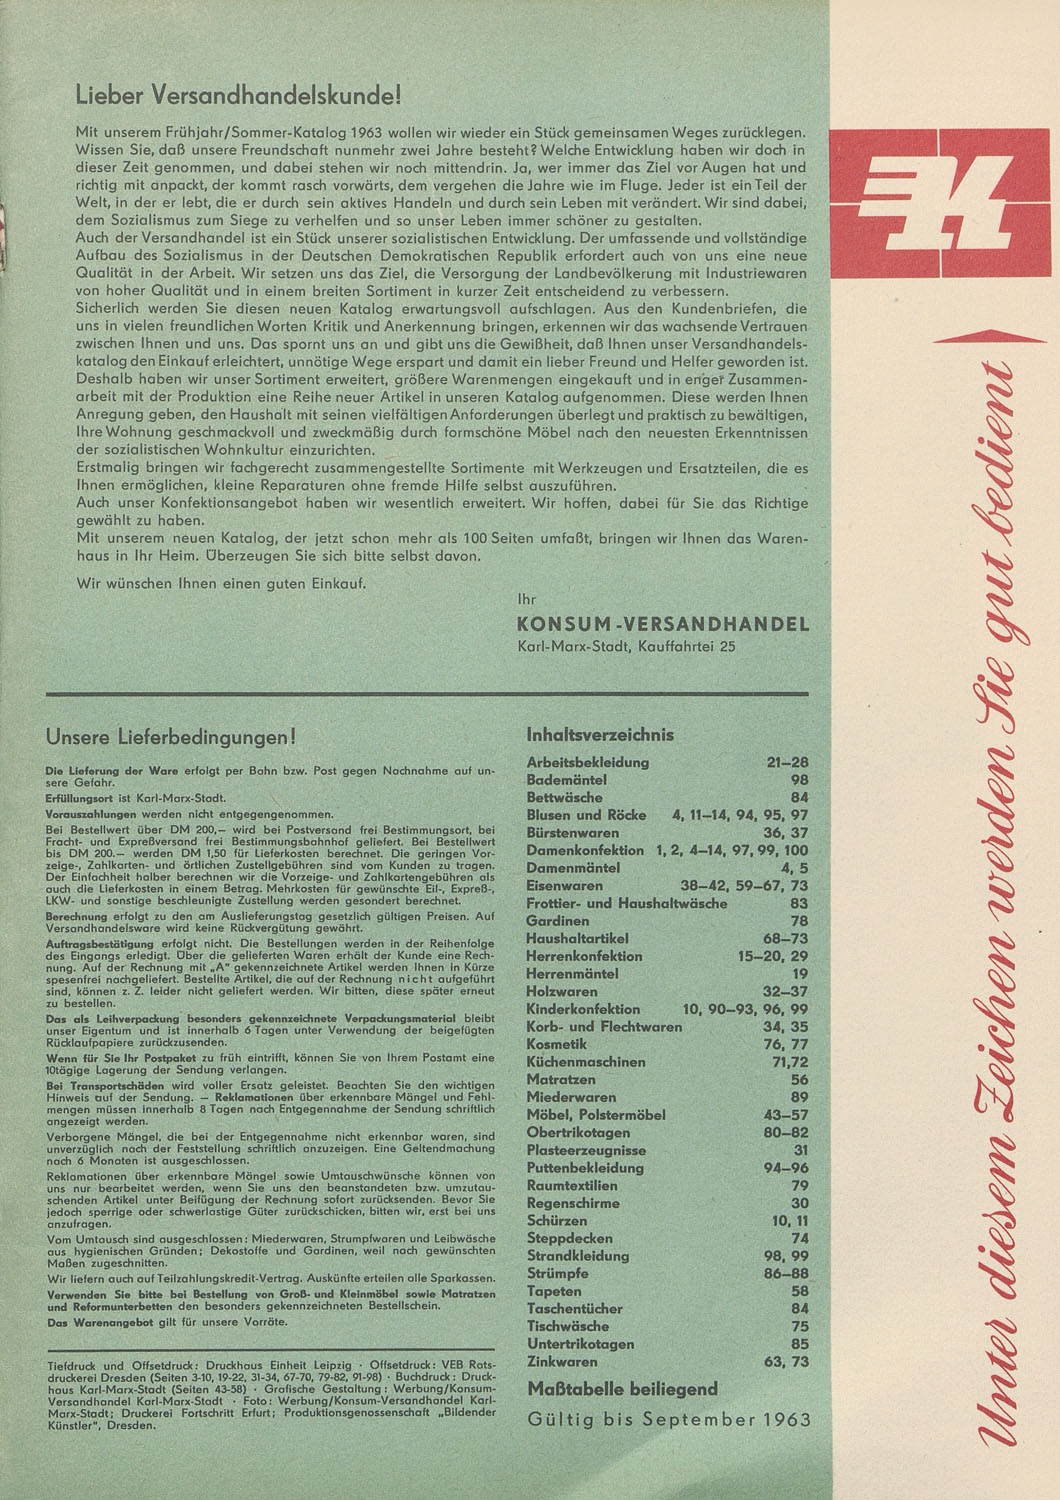 Lieber Versandhandelskunde!
Mit unserem Frühjahr/Sommer-Katalog 1963 wollen wir wieder ein Stück gemeinsamen Weges zurücklegen.
Wissen Sie, daß unsere Freundschaft nunmehr zwei Jahre besteht? Welche Entwicklung haben wir doch in
dieser Zeit genommen, und dabei stehen wir noch mittendrin. Ja, wer immer das Ziel vor Augen hat und
richtig mit anpackt, der kommt rasch vorwärts, dem vergehen die Jahre wie im Fluge. Jeder ist ein Teil der
Welt, in der er lebt, die er durch sein aktives Handeln und durch sein Leben mit verändert. Wir sind dabei,
dem Sozialismus zum Siege zu verhelfen und so unser Leben immer schöner zu gestalten.
Auch der Versandhandel ist ein Stück unserer sozialistischen Entwicklung. Der umfassende und vollständige
Aufbau des Sozialismus in der Deutschen Demokratischen Republik erfordert auch von uns eine neue
Qualität in der Arbeit. Wir setzen uns das Ziel, die Versorgung der Landbevölkerung mit Industriewaren
von hoher Qualität und in einem breiten Sortiment in kurzer Zeit entscheidend zu verbessern.
Sicherlich werden Sie diesen neuen Katalog erwartungsvoll aufschlagen. Aus den Kundenbriefen, die
uns in vielen freundlichen Worten Kritik und Anerkennung bringen, erkennen wir das wachsende Vertrauen
zwischen Ihnen und uns. Das spornt uns an und gibt uns die Gewißheit, daß Ihnen unser Versandhandels-
katalog den Einkauf erleichtert, unnötige Wege erspart und damit ein lieber Freund und Helfer geworden ist.
Deshalb haben wir unser Sortiment erweitert, größere Warenmengen eingekauft und in enger Zusammen-
arbeit mit der Produktion eine Reihe neuer Artikel in unseren Katalog aufgenommen. Diese werden Ihnen
Anregung geben, den Haushalt mit seinen vielfältigen Anforderungen überlegt und praktisch zu bewältigen,
Ihre Wohnung geschmackvoll und zweckmäßig durch formschöne Möbel nach den neuesten Erkenntnissen
der sozialistischen Wohnkultur einzurichten.
Erstmalig bringen wir fachgerecht zusammengestellte Sortimente mit Werkzeugen und Ersatzteilen, die es
Ihnen ermöglichen, kleine Reparaturen ohne fremde Hilfe selbst auszuführen.
Auch unser Konfektionsangebot haben wir wesentlich erweitert. Wir hoffen, dabei für Sie das Richtige
gewählt zu haben.
Mit unserem neuen Katalog, der jetzt schon mehr als 100 Seiten umfaßt, bringen wir Ihnen das Waren-
haus in Ihr Heim. Überzeugen Sie sich bitte selbst davon.
Wir wünschen Ihnen einen guten Einkauf.
Ihr
KONSUM-VERSANDHANDEL
Karl-Marx-Stadt, Kauffahrtei 25
Unsere Lieferbedingungen!
Die Lieferung der Ware erfolgt per Bahn bzw. Post gegen Nachnahme auf un-
sere Gefahr.
Erfüllungsort ist Karl-Marx-Stadt.
Vorauszahlungen werden nicht entgegengenommen.
Bei Bestellwert über DM 200,— wird bei Postversand frei Bestimmungsort, bei
Fracht- und Expreßversand frei Bestimmungsbahnhof geliefert. Bei Bestellwert
bis DM 200.— werden DM 1,50 für Lieferkosten berechnet. Die geringen Vor-
zeige-, Zahlkarten- und örtlichen Zustellgebühren sind vom Kunden zu tragen.
Der Einfachheit halber berechnen wir die Vorzeige- und Zahlkartengebühren als
auch die Lieferkosten in einem Betrag. Mehrkosten für gewünschte Eil-, Expreß-,
LKW- und sonstige beschleunigte Zustellung werden gesondert berechnet.
Berechnung erfolgt zu den am Auslieferungstag gesetzlich gültigen Preisen. Auf
Versandhandelsware wird keine Rückvergütung gewährt.
Auftragsbestätigung erfolgt nicht. Die Bestellungen werden in der Reihenfolge
des Eingangs erledigt. Über die gelieferten Waren erhält der Kunde eine Rech-
nung. Auf der Rechnung mit „A“ gekennzeichnete Artikel werden Ihnen in Kürze
spesenfrei nachgeliefert. Bestellte Artikel, die auf der Rechnung nicht aufgeführt
sind, können z. Z. leider nicht geliefert werden. Wir bitten, diese später erneut
zu bestellen.
Das als Leihverpackung besonders gekennzeichnete Verpackungsmaterial bleibt
unser Eigentum und ist innerhalb 6 Tagen unter Verwendung der beigefügten
Rücklaufpapiere zurückzusenden.
Wenn für Sie Ihr Postpaket zu früh eintrifft, können Sie von Ihrem Postamt eine
10tägige Lagerung der Sendung verlangen.
Bei Transportschäden wird voller Ersatz geleistet. Beachten Sie den wichtigen
Hinweis auf der Sendung. — Reklamationen über erkennbare Mängel und Fehl-
mengen müssen innerhalb 8 Tagen nach Entgegennahme der Sendung schriftlich
angezeigt werden.
Verborgene Mängel, die bei der Entgegennahme nicht erkennbar waren, sind
unverzüglich nach der Feststellung schriftlich anzuzeigen. Eine Geltendmachung
nach 6 Monaten ist ausgeschlossen.
Reklamationen über erkennbare Mängel sowie Umtauschwünsche können von
uns nur bearbeitet werden, wenn Sie uns den beanstandeten bzw. umzutau-
schenden Artikel unter Beifügung der Rechnung sofort zurücksenden. Bevor Sie
jedoch sperrige oder schwerlastige Güter zurückschicken, bitten wir, erst bei uns
anzufragen.
Vom Umtausch sind ausgeschlossen: Miederwaren, Strumpfwaren und Leibwäsche
aus hygienischen Gründen; Dekostoffe und Gardinen, weil nach gewünschten
Maßen zugeschnitten.
Wir liefern auch auf Teilzahlungskredit-Vertrag. Auskünfte erteilen alle Sparkassen.
Verwenden Sie bitte bei Bestellung von Groß- und Kleinmöbel sowie Matratzen
und Reformunterbetten den besonders gekennzeichneten Bestellschein.
Das Warenangebot gilt für unsere Vorräte.
Tiefdruck und Offsetdruck: Druckhaus Einheit Leipzig · Offsetdruck: VEB Rats-
druckerei Dresden (Seiten 3-10, 19-22, 31-34, 67-70, 79-82, 91-98) · Buchdruck: Druck-
haus Karl-Marx-Stadt (Seiten 43-58) · Grafische Gestaltung: Werbung/Konsum-
Versandhandel Karl-Marx-Stadt · Foto: Werbung/Konsum-Versandhandel Karl-
Marx-Stadt; Druckerei Fortschritt Erfurt; Produktionsgenossenschaft „Bildender
Künstler“, Dresden.
Inhaltsverzeichnis
Arbeitsbekleidung 21—28
Bademäntel 98
Bettwäsche 84
Blusen und Röcke 4, 11—14, 94, 95, 97
Bürstenwaren 36, 37
Damenkonfektion 1, 2, 4—14, 97, 99, 100
Damenmäntel 4, 5
Eisenwaren 38—42, 59—67, 73
Frottier- und Haushaltwäsche 83
Gardinen 78
Haushaltartikel 68—73
Herrenkonfektion 15—20, 29
Herrenmäntel 19
Holzwaren 32—37
Kinderkonfektion 10, 90—93, 96, 99
Korb- und Flechtwaren 34, 35
Kosmetik 76, 77
Küchenmaschinen 71,72
Matratzen 56
Miederwaren 89
Möbel, Polstermöbel 43—57
Obertrikotagen 80—82
Plasteerzeugnisse 31
Puttenbekleidung 94—96
Raumtextilien 79
Regenschirme 30
Schürzen 10, 11
Steppdecken 74
Strandkleidung 98, 99
Strümpfe 86—88
Tapeten 58
Taschentücher 84
Tischwäsche 75
Untertrikotagen 85
Zinkwaren 63, 73
Maßtabelle beiliegend
Gültig bis September 1963
K
Unter diesem Zeichen werden Sie gut bedient